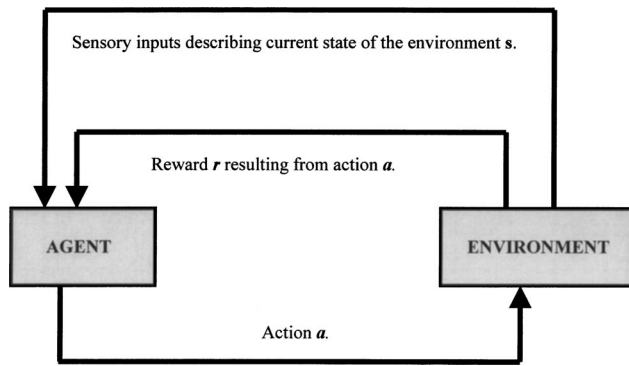 Sensory inputs describing current state of the environment s.
Reward r resulting from action a.
AGENT
ENVIRONMENT
Action a.